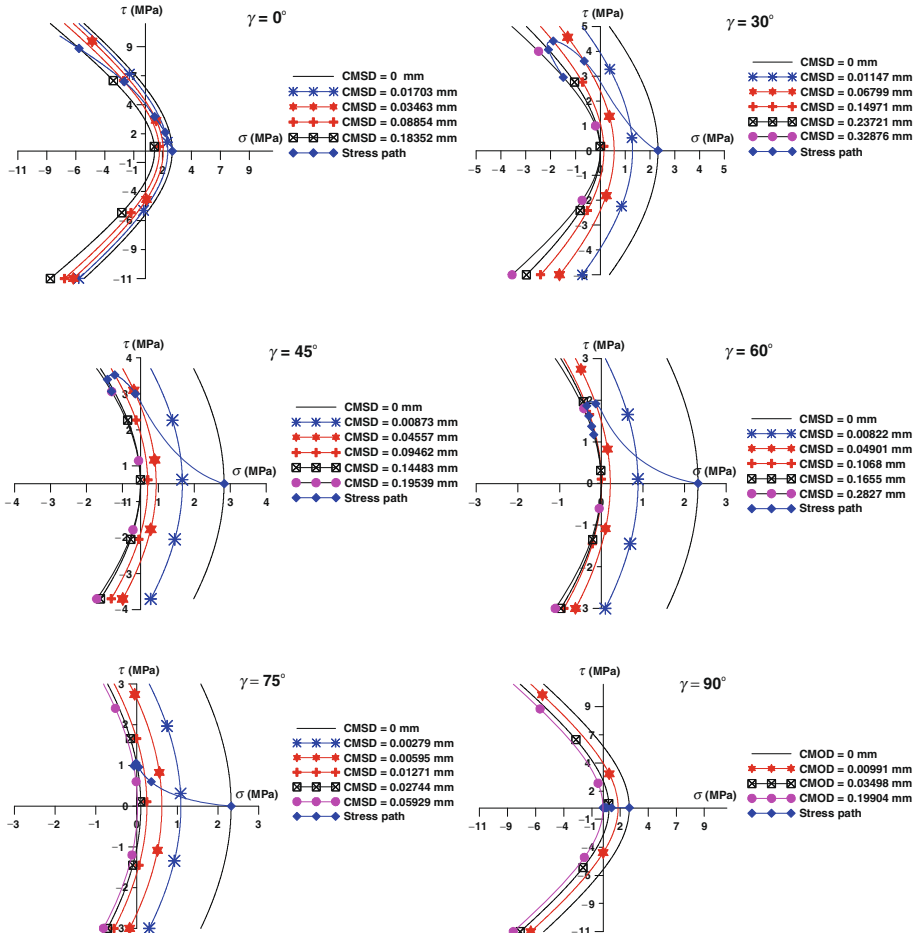 τ (MPa)
γ = 0°
9
7
4
2
σ (MPa)
−11 −9 −6 −4 −1 2 4 7 9
−1
−4
−6
−9
−11
CMSD = 0 mm
CMSD = 0.01703 mm
CMSD = 0.03463 mm
CMSD = 0.08854 mm
CMSD = 0.18352 mm
Stress path
τ (MPa)
γ = 30°
5
4
3
2
1
0
σ (MPa)
−5 −4 −3 −2 −1 0 1 2 3 4 5
−1
−2
−3
−4
CMSD = 0 mm
CMSD = 0.01147 mm
CMSD = 0.06799 mm
CMSD = 0.14971 mm
CMSD = 0.23721 mm
CMSD = 0.32876 mm
Stress path
τ (MPa)
γ = 45°
4
3
2
1
σ (MPa)
−4 −3 −2 −1 0 1 2 3 4
−1
−2
−3
−4
CMSD = 0 mm
CMSD = 0.00873 mm
CMSD = 0.04557 mm
CMSD = 0.09462 mm
CMSD = 0.14483 mm
CMSD = 0.19539 mm
Stress path
τ (MPa)
γ = 60°
3
2
1
0
σ (MPa)
−3 −2 −1 0 1 2 3
−1
−2
−3
CMSD = 0 mm
CMSD = 0.00822 mm
CMSD = 0.04901 mm
CMSD = 0.1068 mm
CMSD = 0.1655 mm
CMSD = 0.2827 mm
Stress path
τ (MPa)
γ = 75°
3
2
1
0
σ (MPa)
−3 −2 −1 0 1 2 3
−1
−2
−3
CMSD = 0 mm
CMSD = 0.00279 mm
CMSD = 0.00595 mm
CMSD = 0.01271 mm
CMSD = 0.02744 mm
CMSD = 0.05929 mm
Stress path
τ (MPa)
γ = 90°
9
7
4
2
σ (MPa)
−11 −9 −6 −4 −1 2 4 7 9
−1
−4
−6
−9
−11
CMOD = 0 mm
CMOD = 0.00991 mm
CMOD = 0.03498 mm
CMOD = 0.19904 mm
Stress path